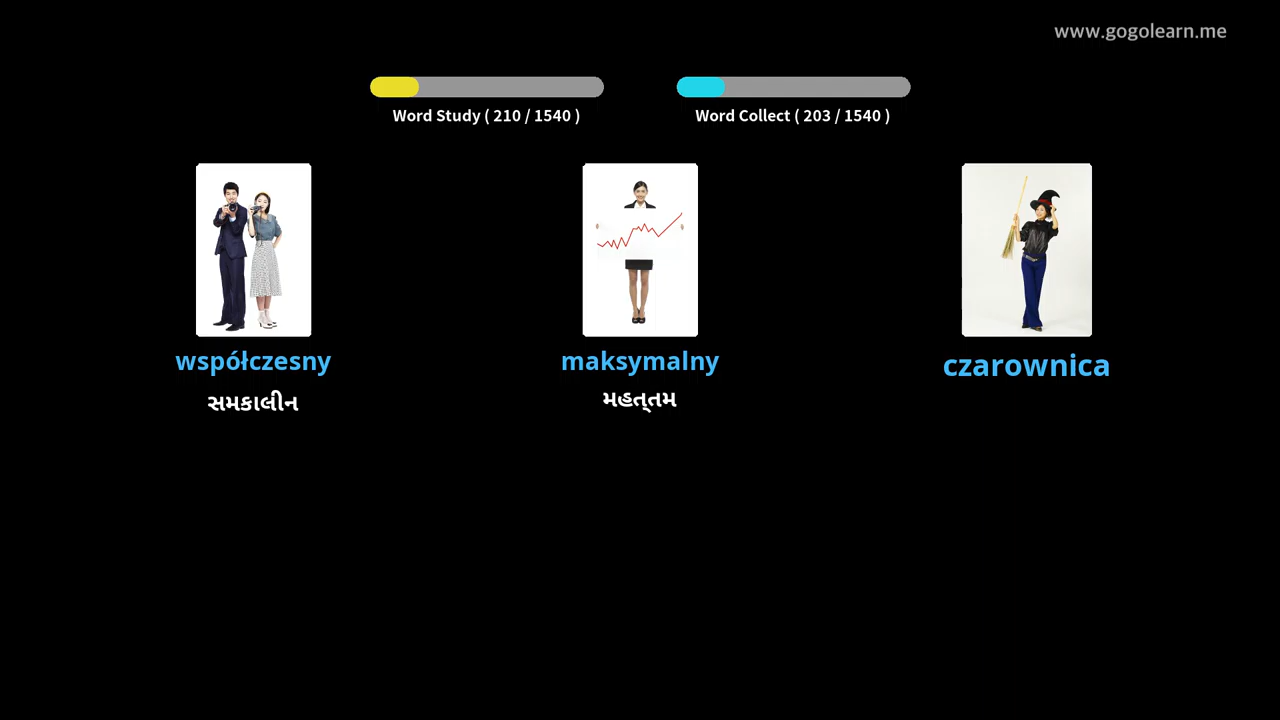 www.gogolearn.me
Word Study ( 210 / 1540 )
Word Collect ( 203 / 1540 )
współczesny
maksymalny
czarownica
સમકાલીન
મહત્તમ